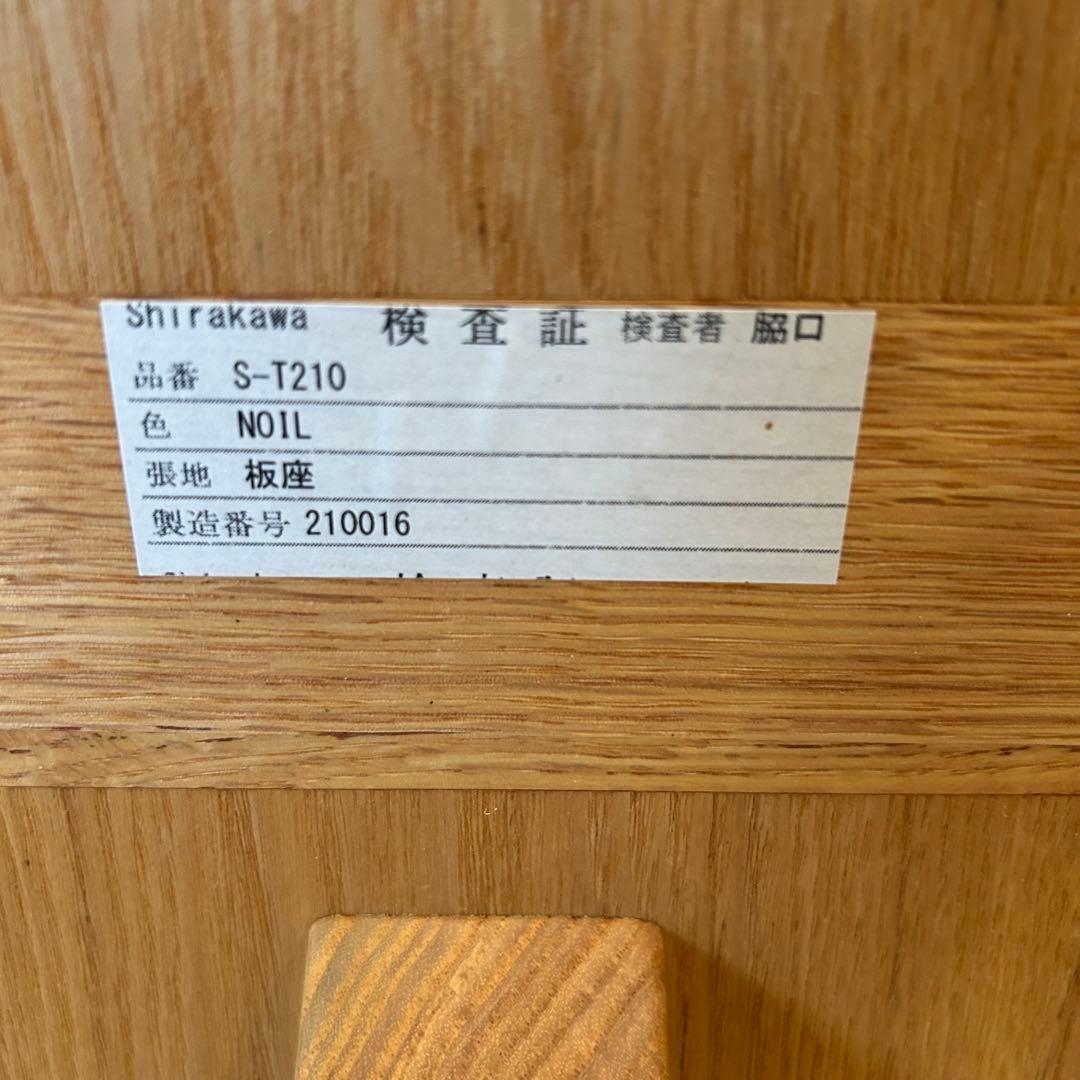 Shirakawa 検査証 検査者 脇口
品番 S-T210
色 NOIL
張地 板座
製造番号 210016